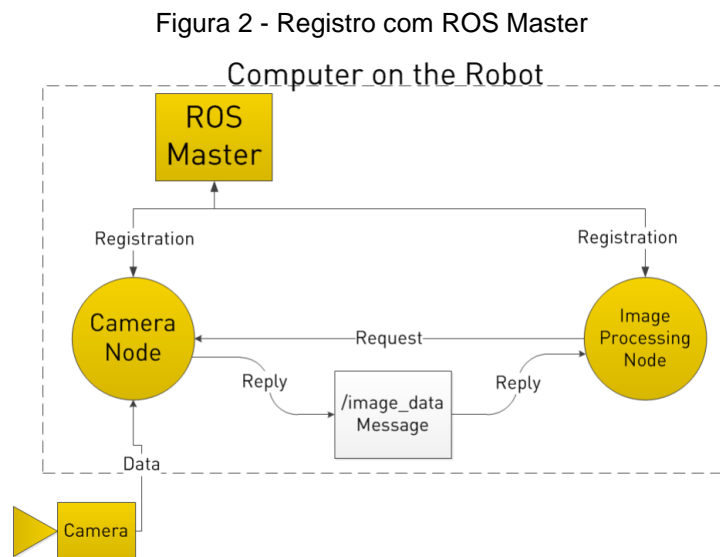 Figura 2 - Registro com ROS Master
Computer on the Robot
ROS
Master
Registration
Registration
Camera
Node
Request
Image
Processing
Node
Reply
/image_data
Message
Reply
Data
Camera